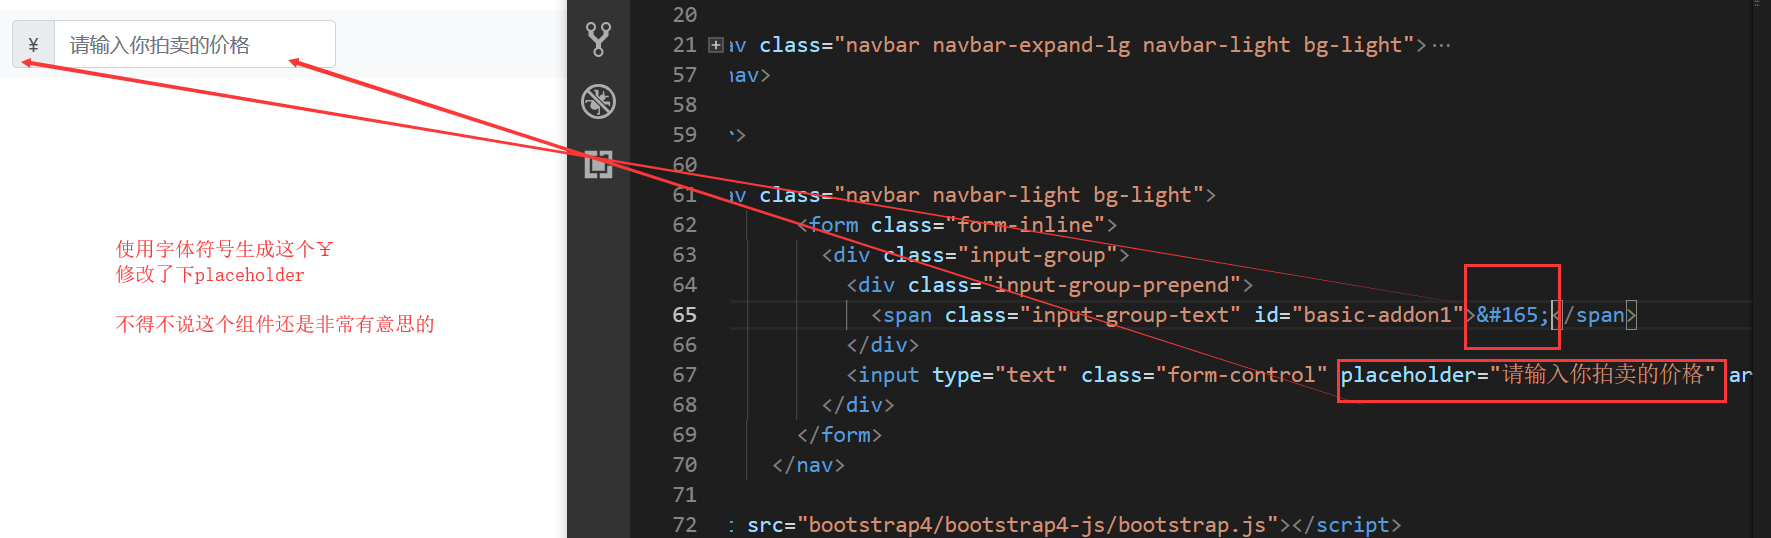 ¥ 请输入你拍卖的价格
使用字体符号生成这个￥
修改了下placeholder
不得不说这个组件还是非常有意思的
20
21 av class="navbar navbar-expand-lg navbar-light bg-light">…
57 nav>
58
59 r>
60
61 av class="navbar navbar-light bg-light">
62 <form class="form-inline">
63 <div class="input-group">
64 <div class="input-group-prepend">
65 <span class="input-group-text" id="basic-addon1">&#165;</span>
66 </div>
67 <input type="text" class="form-control" placeholder="请输入你拍卖的价格" ar
68 </div>
69 </form>
70 </nav>
71
72 t src="bootstrap4/bootstrap4-js/bootstrap.js"></script>